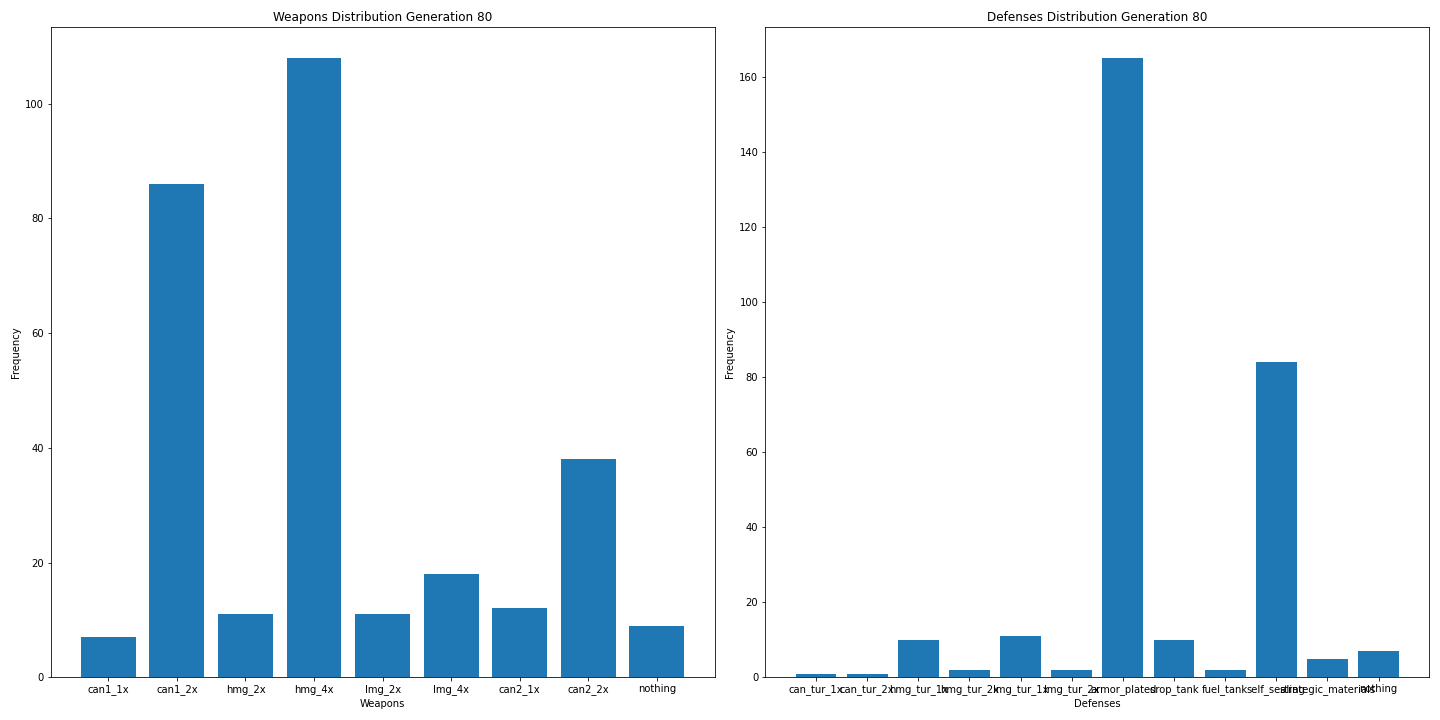 Weapons Distribution Generation 80
Frequency
100
80
60
40
20
0
can1_1x can1_2x hmg_2x hmg_4x lmg_2x lmg_4x can2_1x can2_2x nothing
Weapons
Defenses Distribution Generation 80
Frequency
160
140
120
100
80
60
40
20
0
can_tur_1x can_tur_2x hmg_tur_1x hmg_tur_2x lmg_tur_1x lmg_tur_2x armor_plated drop_tank fuel_tanks self_sealing strategic_materials nothing
Defenses